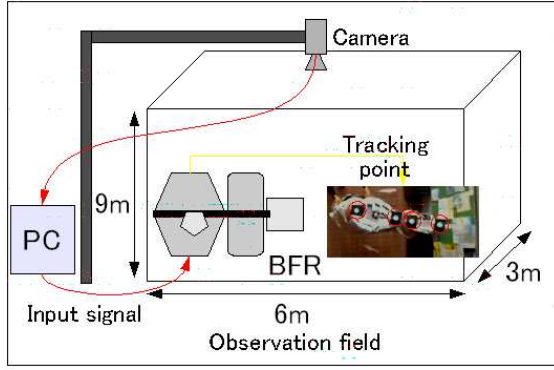 Camera
Tracking
point
9m
PC
BFR
3m
Input signal
6m
Observation field